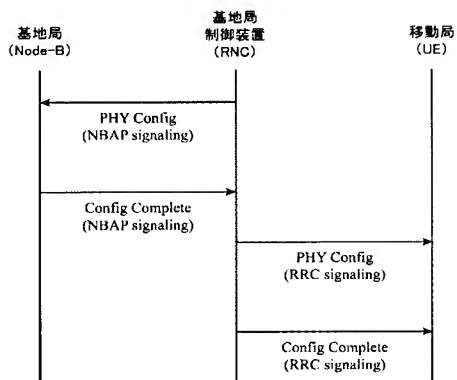 基地局
(Node-B)
基地局
制御装置
(RNC)
移動局
(UE)
PHY Config
(NBAP signaling)
Config Complete
(NBAP signaling)
PHY Config
(RRC signaling)
Config Complete
(RRC signaling)